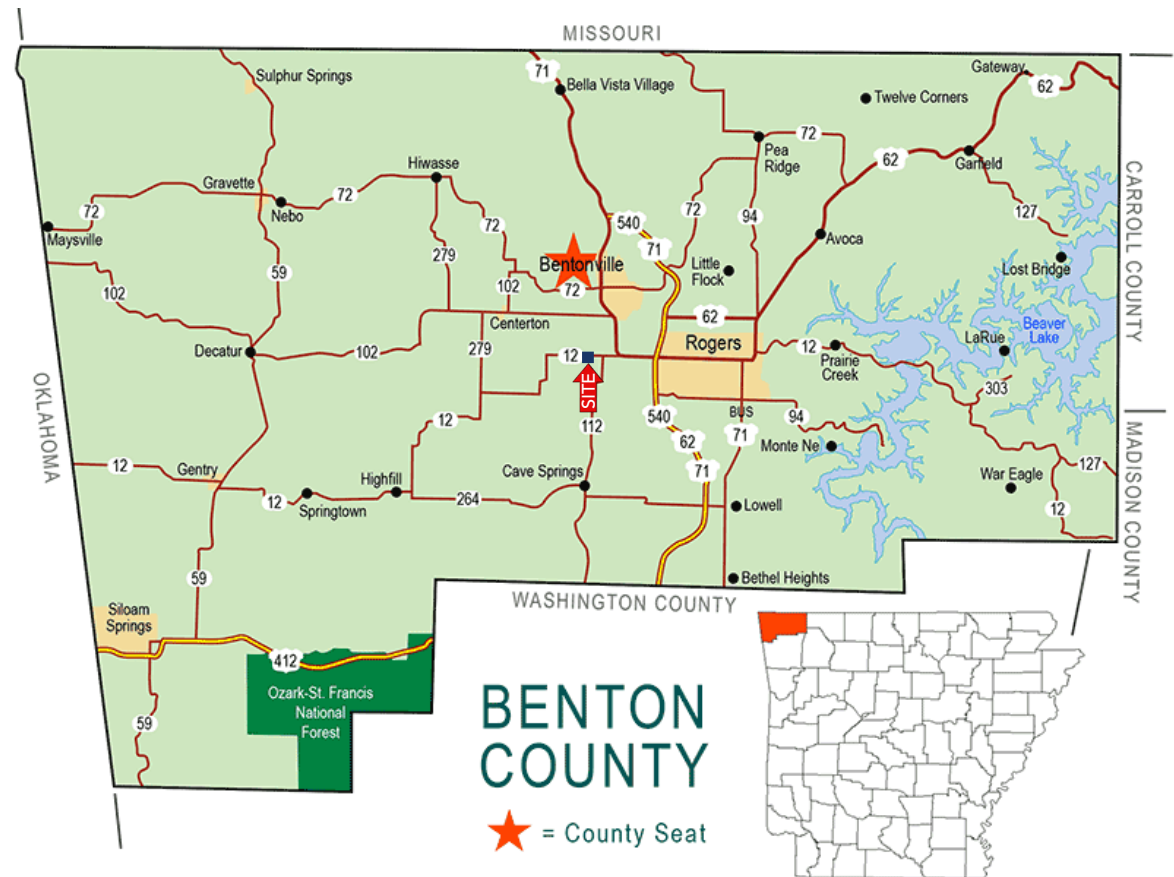 MISSOURI
Sulphur Springs
71
Bella Vista Village
Gateway
62
Twelve Corners
72
Pea
Ridge
62
Garfield
CARROLL COUNTY
Hiwasse
Gravette
72
Nebo
72
Maysville
72
279
540
71
72
94
127
Avoca
59
Bentonville
Little
Flock
Lost Bridge
102
102
72
Centerton
62
Beaver
Lake
LaRue
Decatur
102
279
12
Rogers
12
Prairie
Creek
303
OKLAHOMA
SITE
12
112
540
BUS
71
94
62
71
Monte Ne
MADISON COUNTY
12
Gentry
12
Springtown
Highfill
264
Cave Springs
Lowell
War Eagle
127
12
59
Bethel Heights
WASHINGTON COUNTY
Siloam
Springs
412
Ozark-St. Francis
National
Forest
59
BENTON
COUNTY
= County Seat